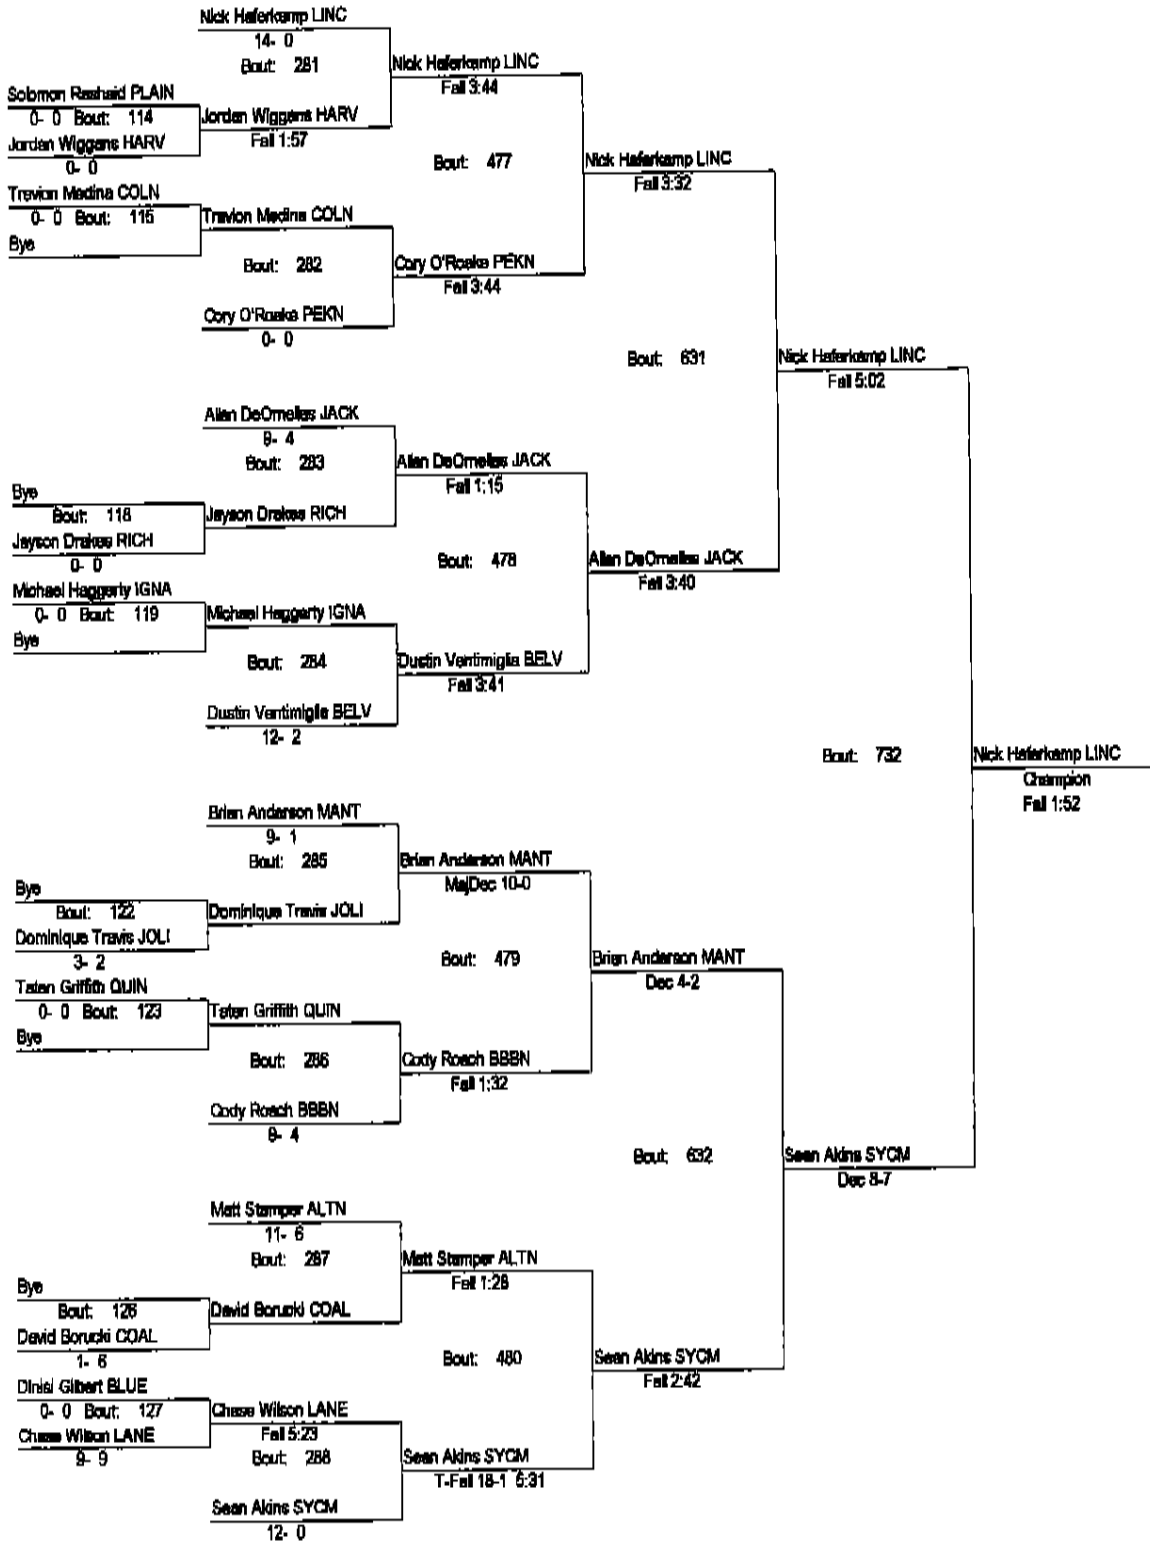 Nick Haferkamp LINC
14- 0
Bout: 281
Nick Haferkamp LINC
Fall 3:44
Solomon Rashaid PLAIN
0- 0 Bout: 114
Jordan Wiggans HARV
Fall 1:57
Jordan Wiggans HARV
0- 0
Bout: 477
Nick Haferkamp LINC
Fall 3:32
Travion Medina COLN
0- 0 Bout: 115
Travion Medina COLN
Bye
Bout: 282
Cory O'Roake PEKN
Fall 3:44
Cory O'Roake PEKN
0- 0
Bout: 631
Nick Haferkamp LINC
Fall 5:02
Allan DeOrnellas JACK
9- 4
Bout: 283
Allan DeOrnellas JACK
Fall 1:15
Bye
Bout: 118
Jayson Drakes RICH
Jayson Drakes RICH
0- 0
Bout: 478
Allan DeOrnellas JACK
Fall 3:40
Michael Haggerty IGNA
0- 0 Bout: 119
Michael Haggerty IGNA
Bye
Bout: 284
Dustin Ventimiglia BELV
Fall 3:41
Dustin Ventimiglia BELV
12- 2
Bout: 732
Nick Haferkamp LINC
Champion
Fall 1:52
Brian Anderson MANT
9- 1
Bout: 285
Brian Anderson MANT
MajDec 10-0
Bye
Bout: 122
Dominique Travis JOLI
Dominique Travis JOLI
3- 2
Bout: 479
Brian Anderson MANT
Dec 4-2
Taten Griffith QUIN
0- 0 Bout: 123
Taten Griffith QUIN
Bye
Bout: 286
Cody Roach BBBN
Fall 1:32
Cody Roach BBBN
9- 4
Bout: 632
Sean Akins SYCM
Dec 8-7
Matt Stamper ALTN
11- 6
Bout: 287
Matt Stamper ALTN
Fall 1:28
Bye
Bout: 126
David Borucki COAL
David Borucki COAL
1- 6
Bout: 480
Sean Akins SYCM
Fall 2:42
Dinisi Gilbert BLUE
0- 0 Bout: 127
Chase Wilson LANE
Fall 5:23
Chase Wilson LANE
9- 9
Bout: 288
Sean Akins SYCM
T-Fall 18-1 5:31
Sean Akins SYCM
12- 0